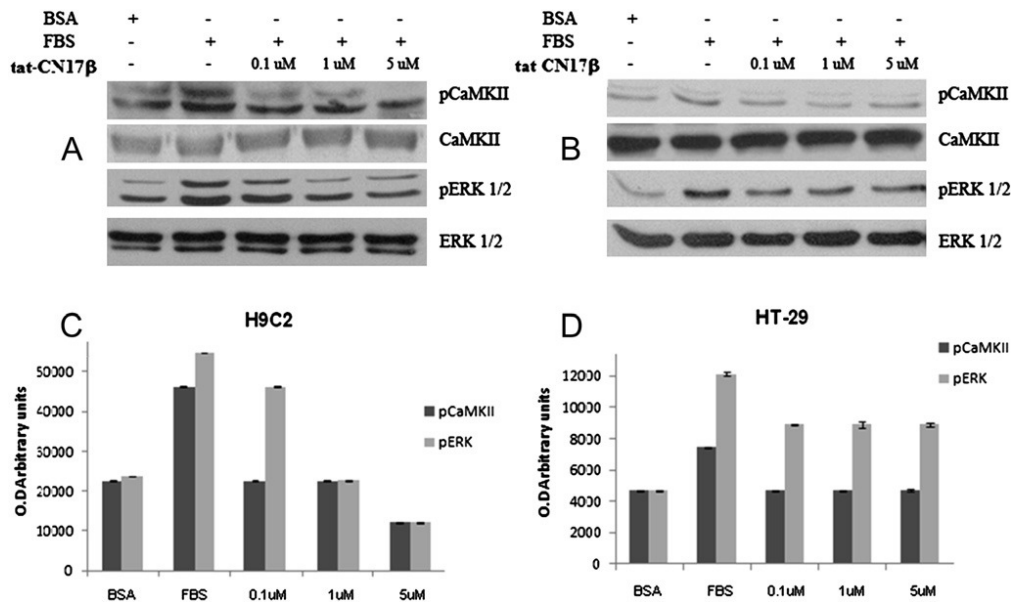 BSA + - - - -
FBS - + + + +
tat-CN17β - - 0.1 uM 1 uM 5 uM
pCaMKII
A CaMKII
pERK 1/2
ERK 1/2
BSA + - - - -
FBS - + + + +
tat CN17β - - 0.1 uM 1 uM 5 uM
pCaMKII
B CaMKII
pERK 1/2
ERK 1/2
C H9C2
O.DArbitrary units
50000
40000
30000
20000
10000
0
BSA FBS 0.1uM 1uM 5uM
pCaMKII
pERK
D HT-29
O.DArbitrary units
12000
10000
8000
6000
4000
2000
0
BSA FBS 0.1uM 1uM 5uM
pCaMKII
pERK